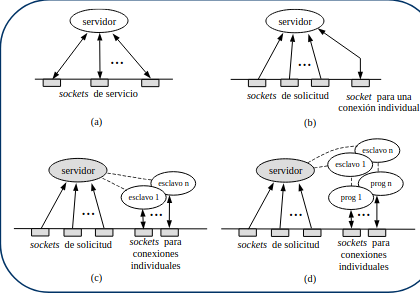 servidor
...
sockets de servicio
(a)
servidor
...
sockets de solicitud
socket para una
conexión individual
(b)
servidor
esclavo n
esclavo 1
...
...
sockets de solicitud
sockets para
conexiones
individuales
(c)
servidor
esclavo n
esclavo 1
prog n
prog 1
...
...
sockets de solicitud
sockets para
conexiones
individuales
(d)